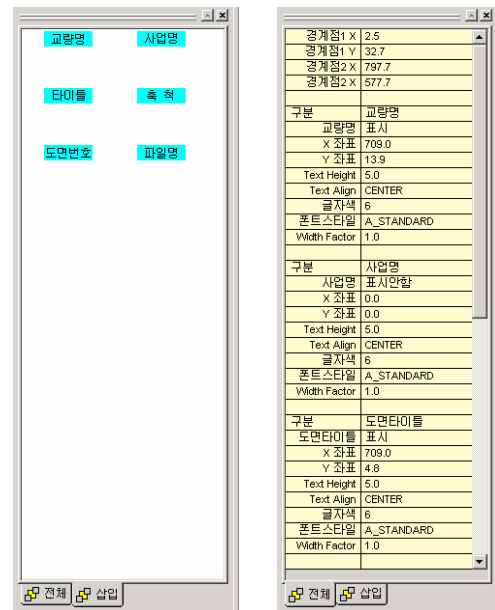 교량명 사업명
타이틀 축 척
도면번호 파일명
전체 삽입
경계점1 X 2.5
경계점1 Y 32.7
경계점2 X 797.7
경계점2 X 577.7
구분 교량명
교량명 표시
X 좌표 709.0
Y 좌표 13.9
Text Height 5.0
Text Align CENTER
글자색 6
폰트스타일 A_STANDARD
Width Factor 1.0
구분 사업명
사업명 표시안함
X 좌표 0.0
Y 좌표 0.0
Text Height 5.0
Text Align CENTER
글자색 6
폰트스타일 A_STANDARD
Width Factor 1.0
구분 도면타이틀
도면타이틀 표시
X 좌표 709.0
Y 좌표 4.8
Text Height 5.0
Text Align CENTER
글자색 6
폰트스타일 A_STANDARD
Width Factor 1.0
전체 삽입